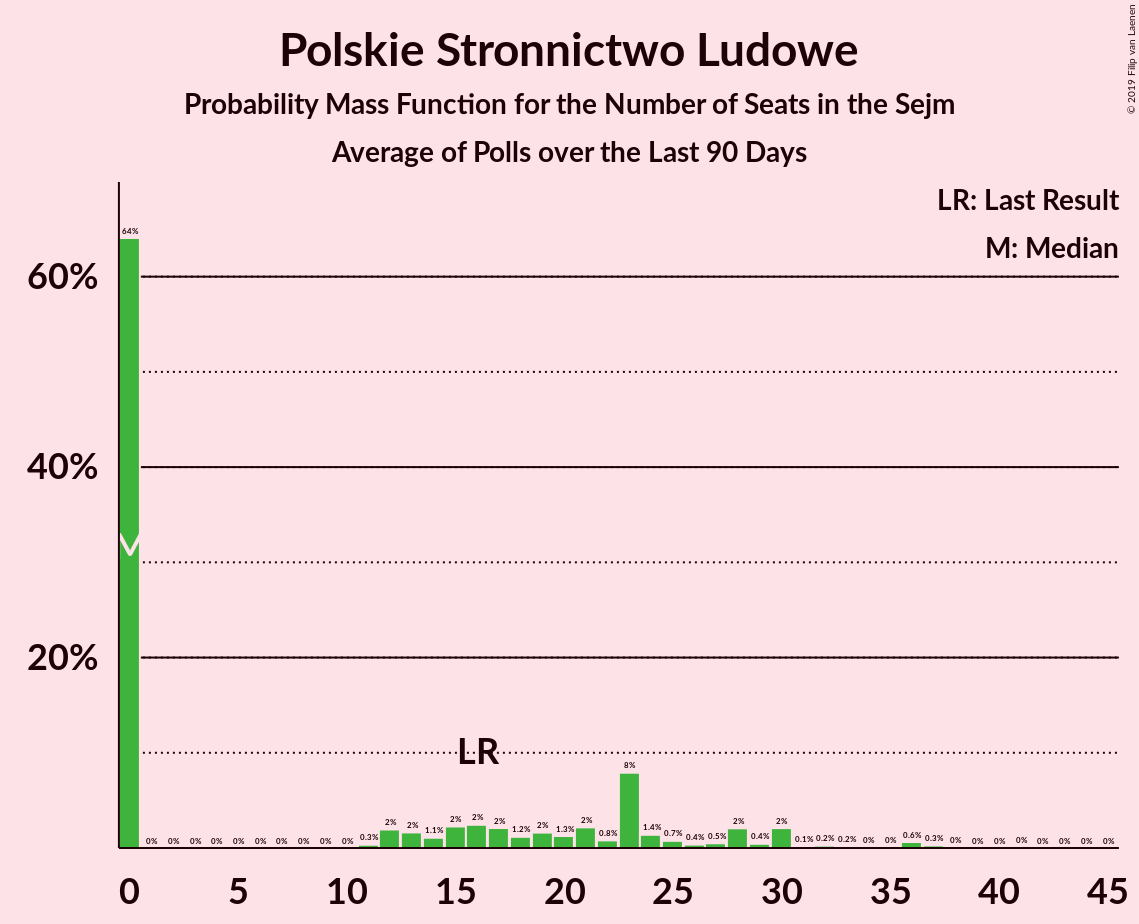 Polskie Stronnictwo Ludowe
Probability Mass Function for the Number of Seats in the Sejm
Average of Polls over the Last 90 Days
© 2019 Filip van Laenen
LR: Last Result
M: Median
60%
40%
20%
LR
64% 0% 0% 0% 0% 0% 0% 0% 0% 0% 0% 0.3% 2% 2% 1.1% 2% 2% 2% 1.2% 2% 1.3% 2% 0.8% 8% 1.4% 0.7% 0.4% 0.5% 2% 0.4% 2% 0.1% 0.2% 0.2% 0% 0% 0.6% 0.3% 0% 0% 0% 0% 0% 0% 0% 0%
0 5 10 15 20 25 30 35 40 45